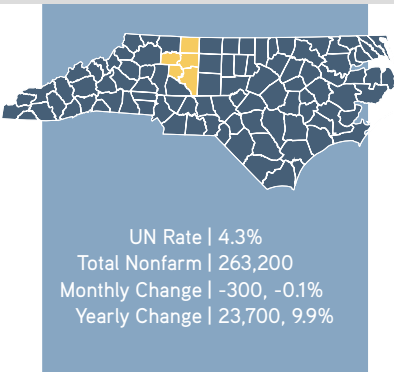 UN Rate | 4.3%
Total Nonfarm | 263,200
Monthly Change | -300, -0.1%
Yearly Change | 23,700, 9.9%